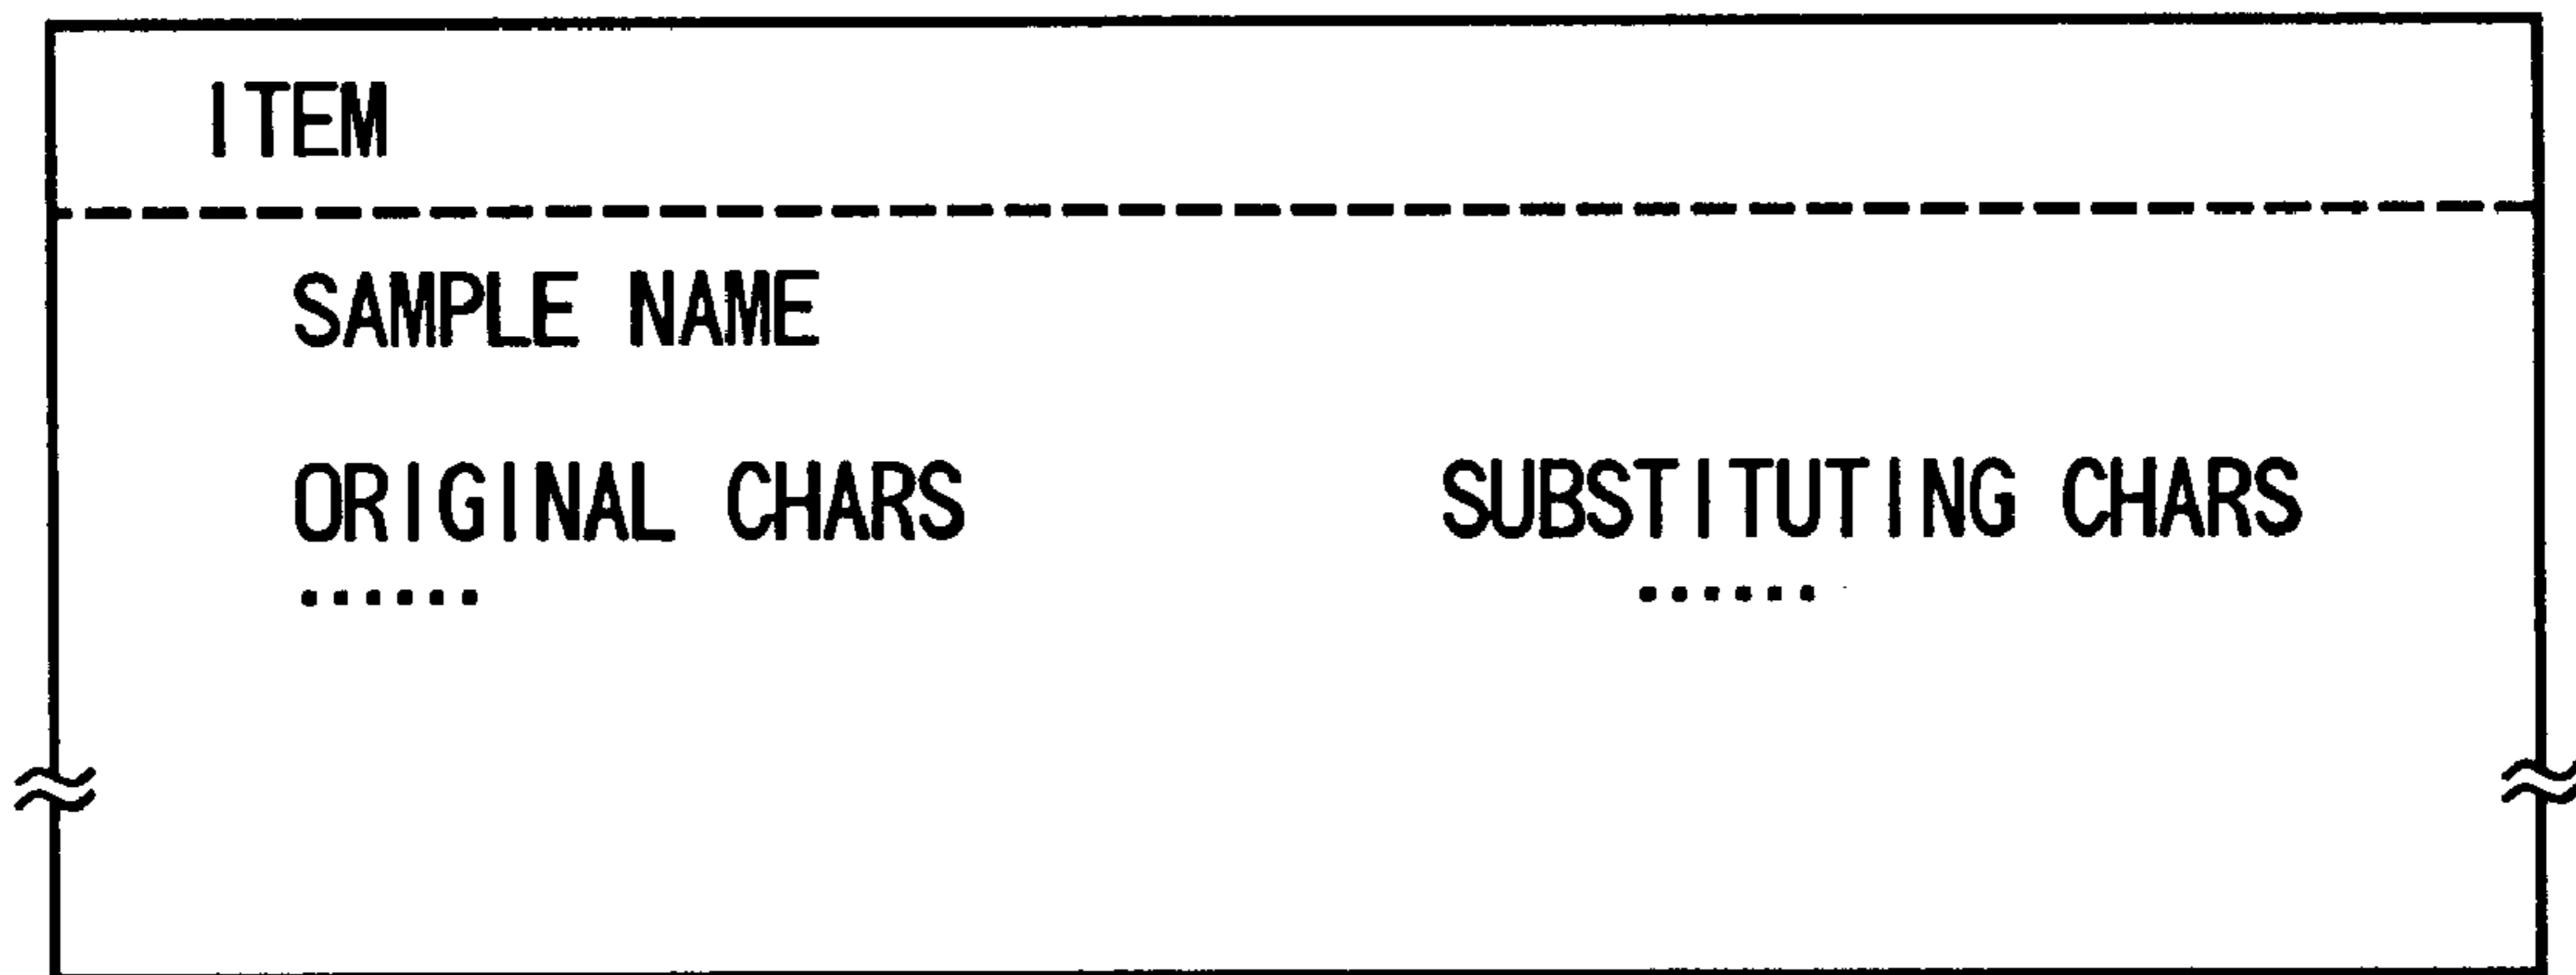 ITEM
SAMPLE NAME
ORIGINAL CHARS SUBSTITUTING CHARS
...... ......